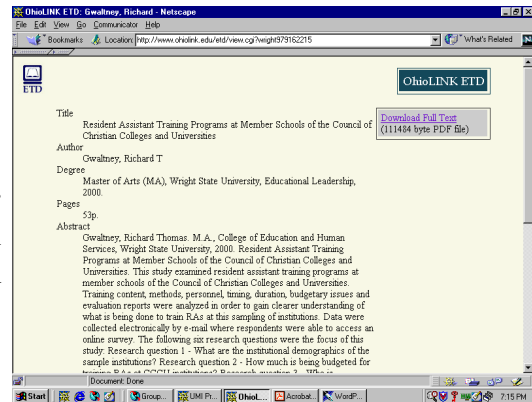 OhioLINK ETD: Gwaltney, Richard - Netscape
File Edit View Go Communicator Help
Bookmarks Location: http://www.ohiolink.edu/etd/view.cgi?wright979162215 What's Related
OhioLINK ETD
ETD
Download Full Text
(111484 byte PDF file)
Title
Resident Assistant Training Programs at Member Schools of the Council of
Christian Colleges and Universities
Author
Gwaltney, Richard T
Degree
Master of Arts (MA), Wright State University, Educational Leadership,
2000.
Pages
53p.
Abstract
Gwaltney, Richard Thomas. M.A., College of Education and Human
Services, Wright State University, 2000. Resident Assistant Training
Programs at Member Schools of the Council of Christian Colleges and
Universities. This study examined resident assistant training programs at
member schools of the Council of Christian Colleges and Universities.
Training content, methods, personnel, timing, duration, budgetary issues and
evaluation reports were analyzed in order to gain clearer understanding of
what is being done to train RAs at this sampling of institutions. Data were
collected electronically by e-mail where respondents were able to access an
online survey. The following six research questions were the focus of this
study: Research question 1 - What are the institutional demographics of the
sample institutions? Research question 2 - How much is being budgeted for
training RAs at CCCU institutions? Research question 3 - Who is
Document: Done
Start Group... UMI Pr... OhioL... Acrobat... WordP... 7:15 PM